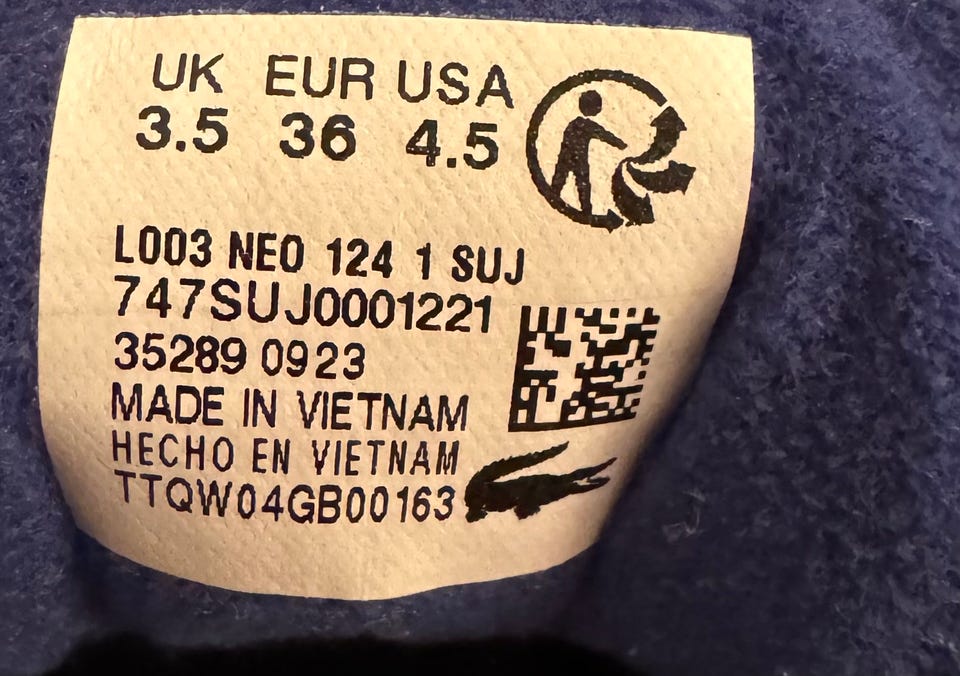 UK EUR USA
3.5 36 4.5
L003 NEO 124 1 SUJ
747SUJ0001221
35289 0923
MADE IN VIETNAM
HECHO EN VIETNAM
TTQW04GB00163